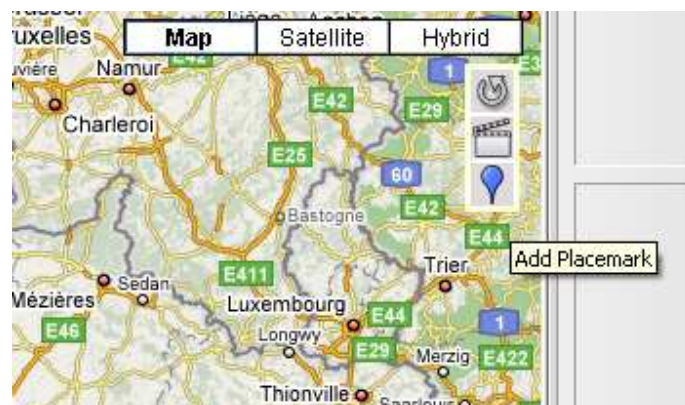 Map Satellite Hybrid
ruxelles
Namur
1
E42
E29
Charleroi
E25
60
Bastogne
E42
E44
Add Placemark
Trier
E411
Sedan
Mézières
Luxembourg
E44
E46
1
Longwy
E29
Merzig
E422
Thionville